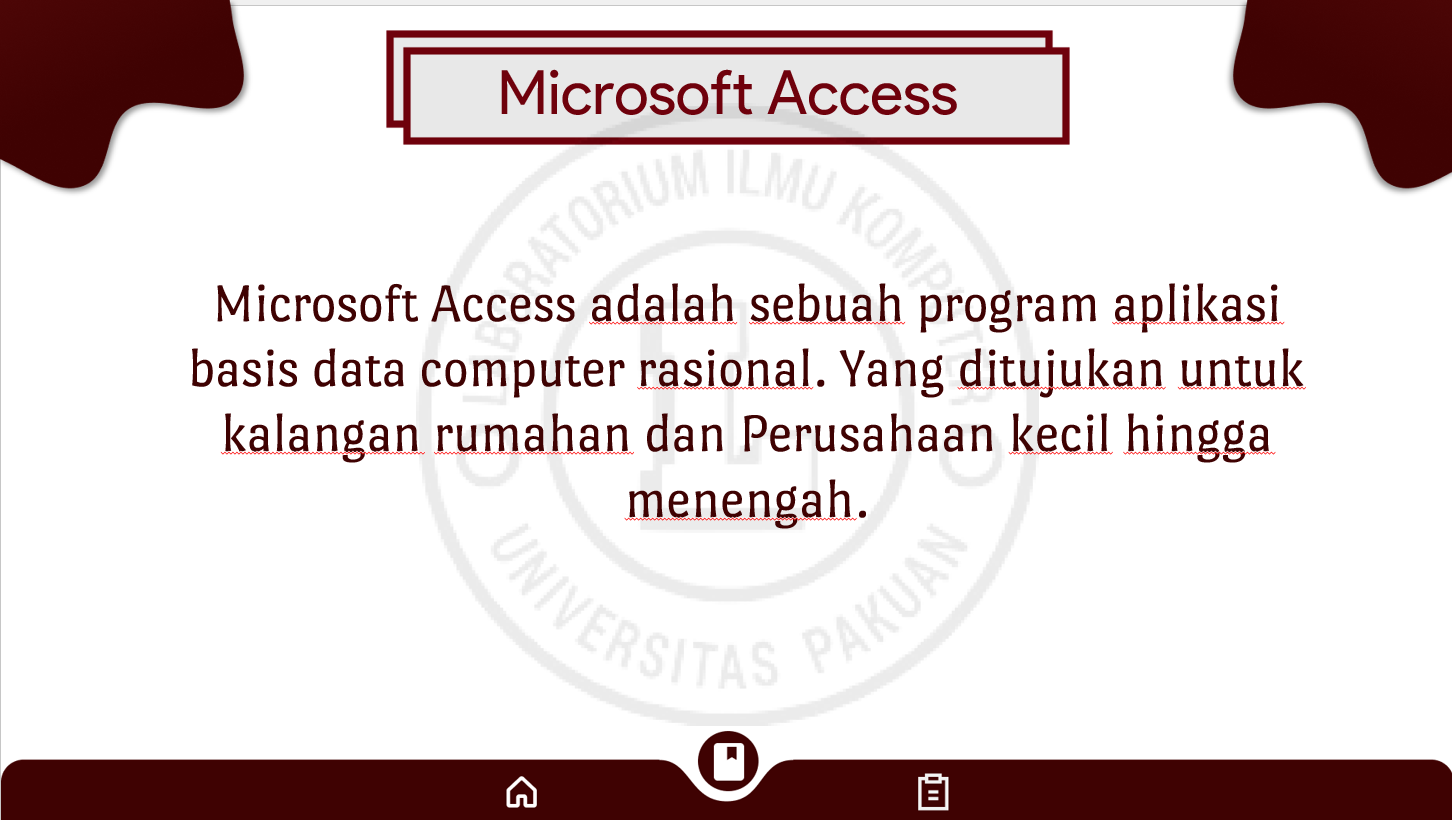 Microsoft Access
LABORATORIUM ILMU KOMPUTER
Microsoft Access adalah sebuah program aplikasi
basis data computer rasional. Yang ditujukan untuk
kalangan rumahan dan Perusahaan kecil hingga
menengah.
UNIVERSITAS PAKUAN